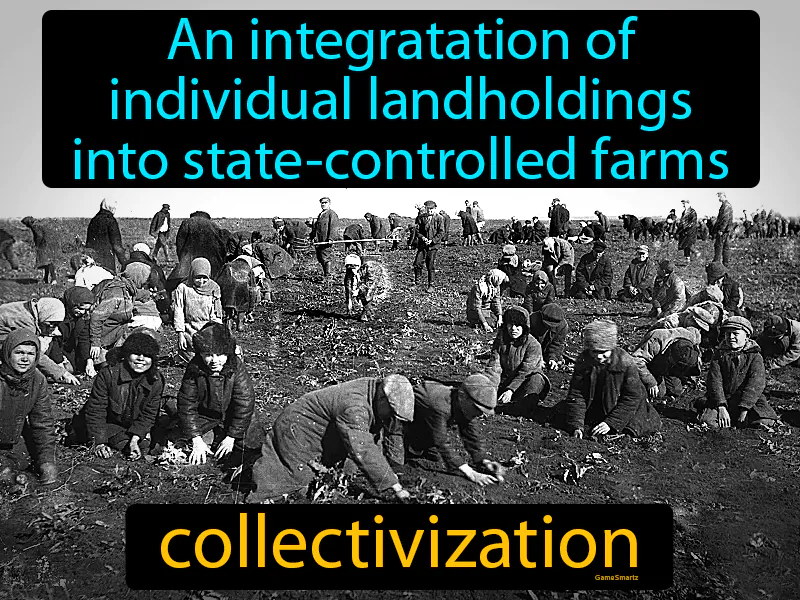 An integratation of
individual landholdings
into state-controlled farms
collectivization
GameSmartz